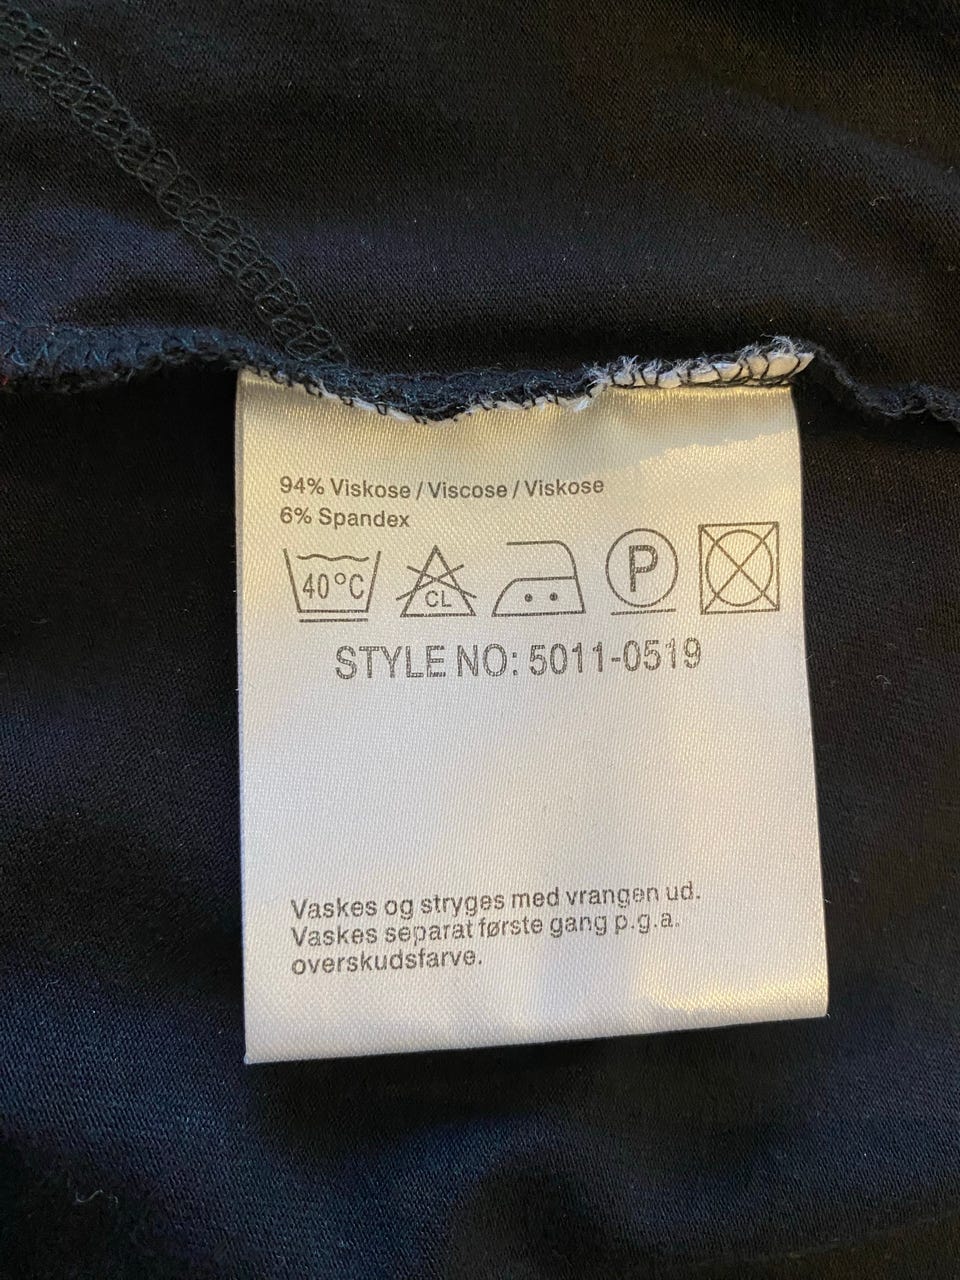 94% Viskose / Viscose / Viskose
6% Spandex
40°C CL P
STYLE NO: 5011-0519
Vaskes og stryges med vrangen ud.
Vaskes separat første gang p.g.a.
overskudsfarve.